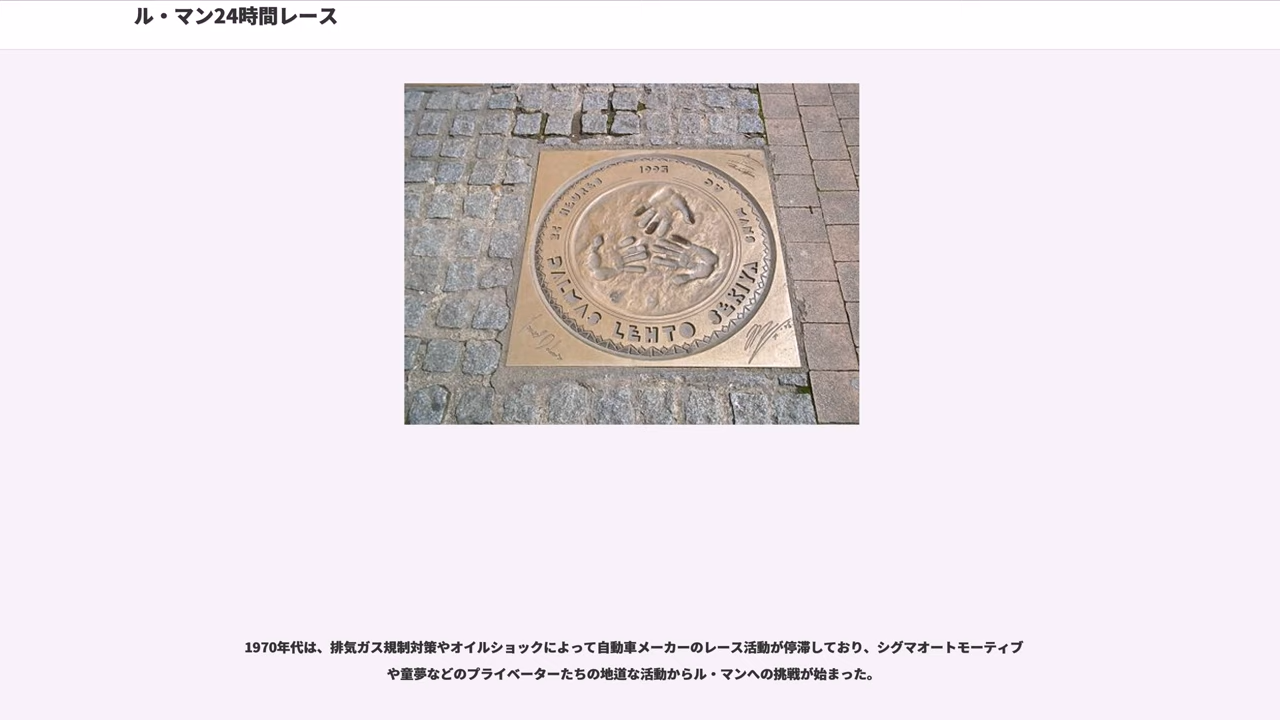 ル・マン24時間レース
1995
24 HEURES DU MANS
DALMAS LEHTO SEKIYA
1970年代は、排気ガス規制対策やオイルショックによって自動車メーカーのレース活動が停滞しており、シグマオートモーティブ
や童夢などのプライベーターたちの地道な活動からル・マンへの挑戦が始まった。